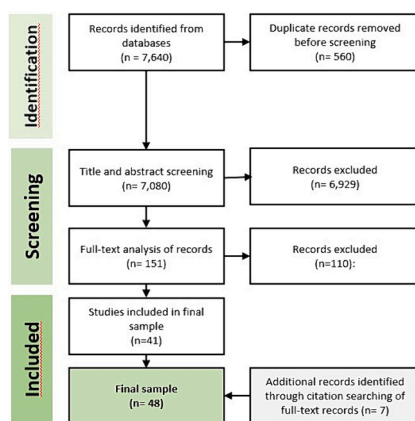 Identification
Records identified from
databases
(n = 7,640)
Duplicate records removed
before screening
(n= 560)
Screening
Title and abstract screening
(n= 7,080)
Records excluded
(n= 6,929)
Full-text analysis of records
(n= 151)
Records excluded
(n=110):
Included
Studies included in final
sample
(n=41)
Final sample
(n= 48)
Additional records identified
through citation searching of
full-text records (n= 7)